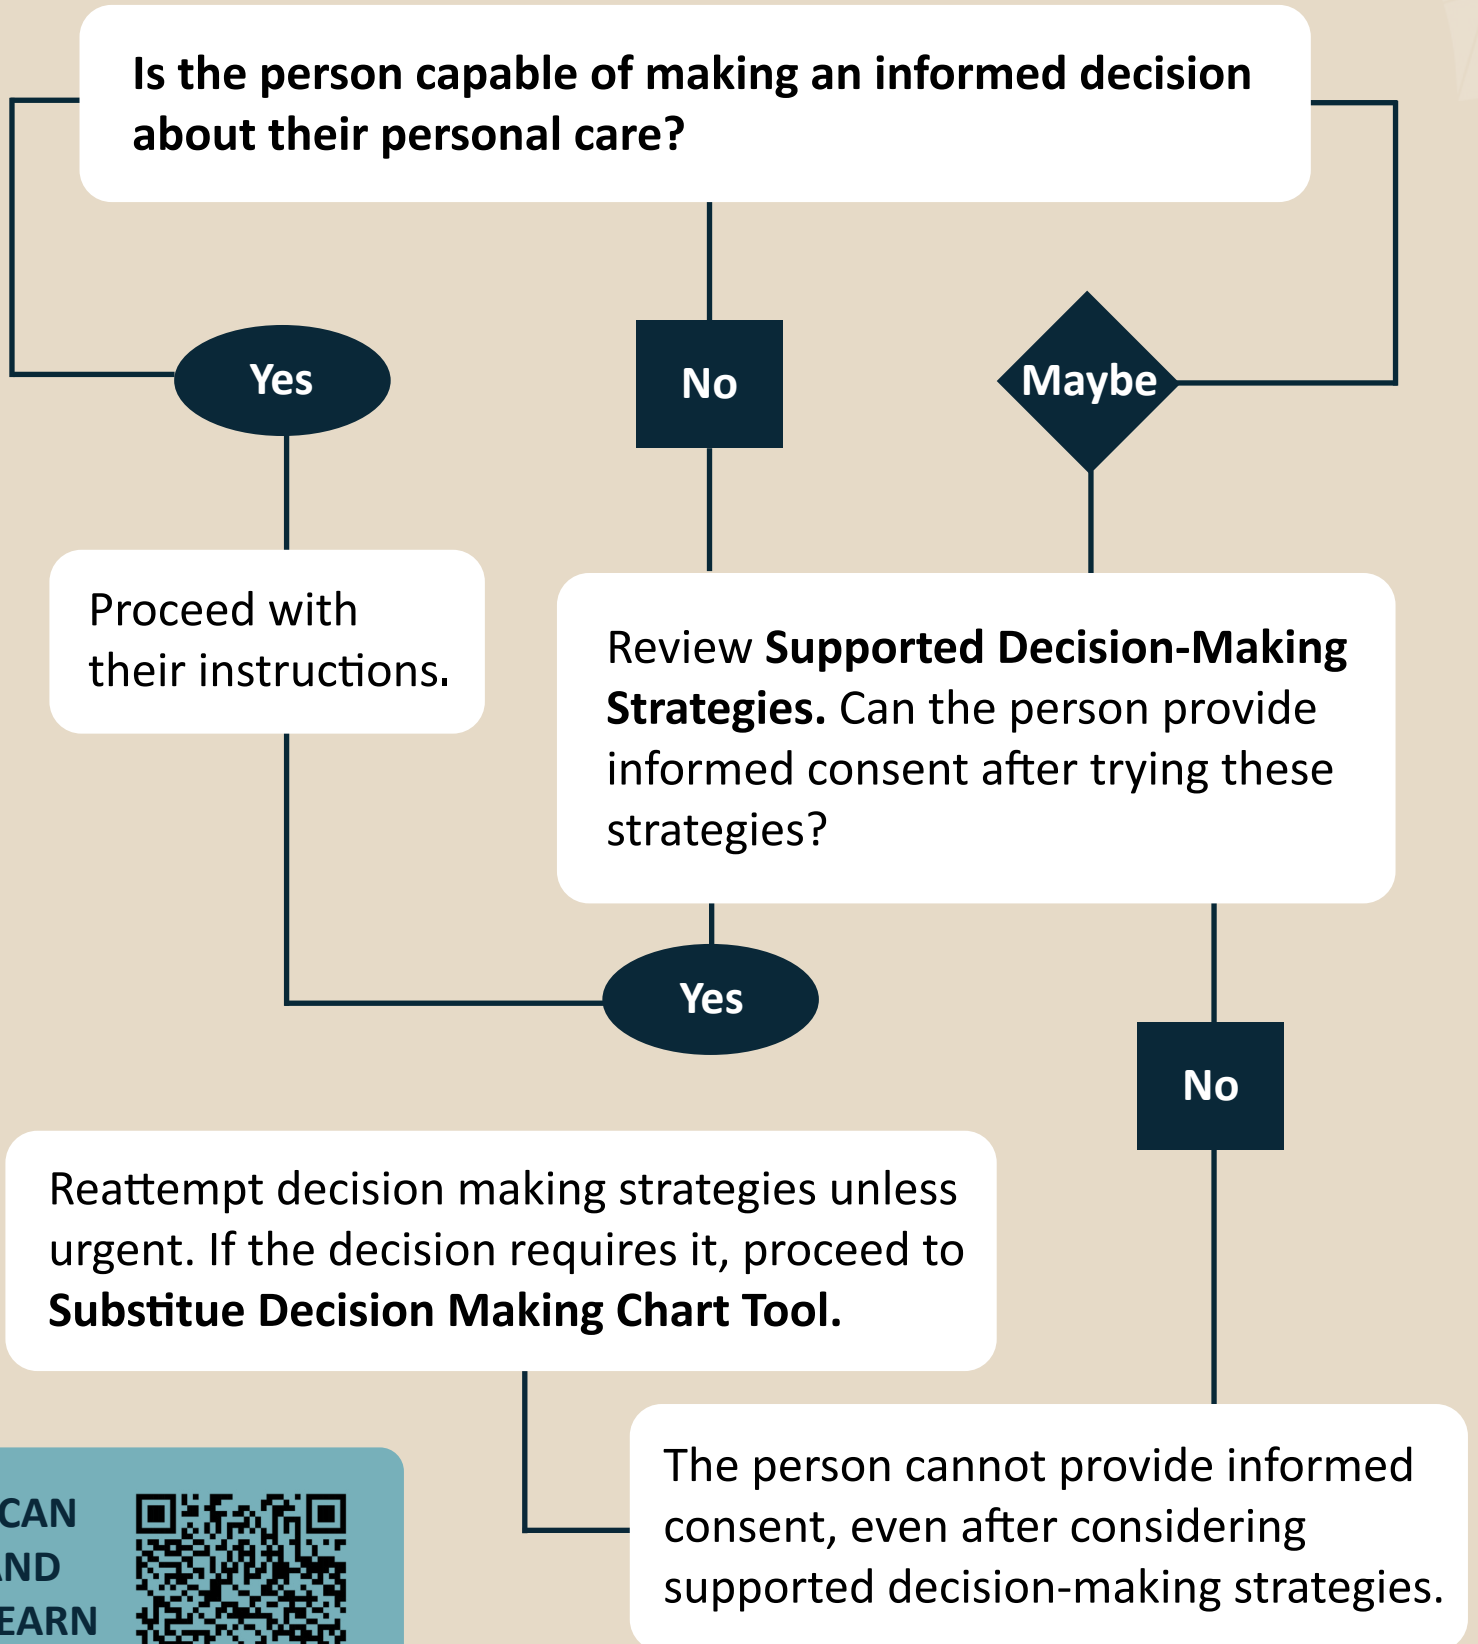 Is the person capable of making an informed decision
about their personal care?
Yes
No
Maybe
Proceed with
their instructions.
Review Supported Decision-Making
Strategies. Can the person provide
informed consent after trying these
strategies?
Yes
No
Reattempt decision making strategies unless
urgent. If the decision requires it, proceed to
Substitue Decision Making Chart Tool.
The person cannot provide informed
consent, even after considering
supported decision-making strategies.
CAN
AND
EARN